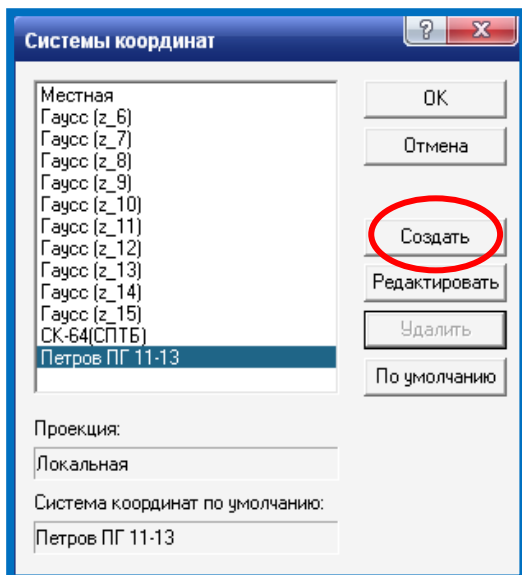 Системы координат
?
X
Местная
Гаусс (z_6)
Гаусс (z_7)
Гаусс (z_8)
Гаусс (z_9)
Гаусс (z_10)
Гаусс (z_11)
Гаусс (z_12)
Гаусс (z_13)
Гаусс (z_14)
Гаусс (z_15)
СК-64(СПТБ)
Петров ПГ 11-13
OK
Отмена
Создать
Редактировать
Удалить
По умолчанию
Проекция:
Локальная
Система координат по умолчанию:
Петров ПГ 11-13